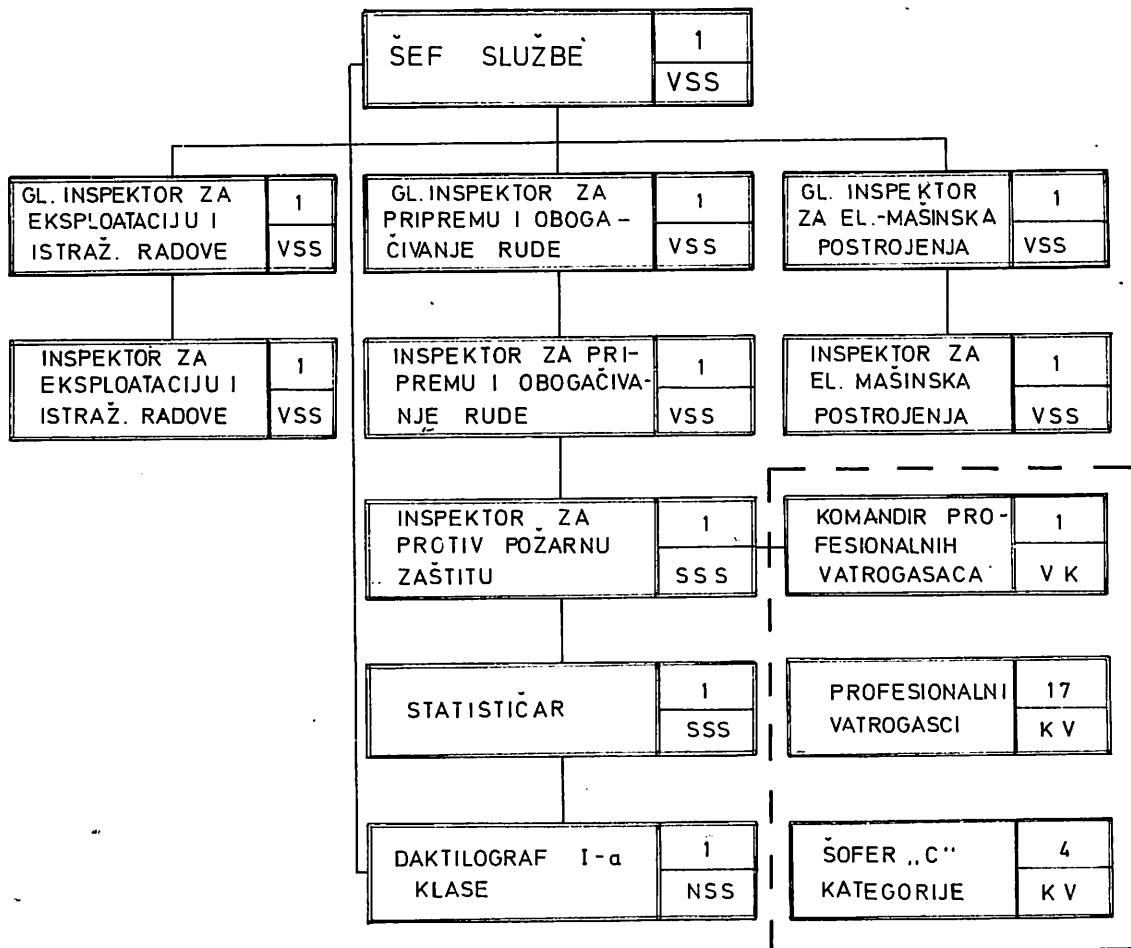 ŠEF SLUŽBE
1
VSS
GL. INSPEKTOR ZA
EKSPLOATACIJU I
ISTRAŽ. RADOVE
1
VSS
GL. INSPEKTOR ZA
PRIPREMU I OBOGA-
ČIVANJE RUDE
1
VSS
GL. INSPEKTOR
ZA EL.-MAŠINSKA
POSTROJENJA
1
VSS
INSPEKTOR ZA
EKSPLOATACIJU I
ISTRAŽ. RADOVE
1
VSS
INSPEKTOR ZA PRI-
PREMU I OBOGAČIVA-
NJE RUDE
1
VSS
INSPEKTOR ZA
EL. MAŠINSKA
POSTROJENJA
1
VSS
INSPEKTOR ZA
PROTIV POŽARNU
ZAŠTITU
1
SSS
KOMANDIR PRO-
FESIONALNIH
VATROGASACA
1
VK
STATISTIČAR
1
SSS
PROFESIONALNI
VATROGASCI
17
KV
DAKTILOGRAF I-a
KLASE
1
NSS
ŠOFER „C“
KATEGORIJE
4
KV